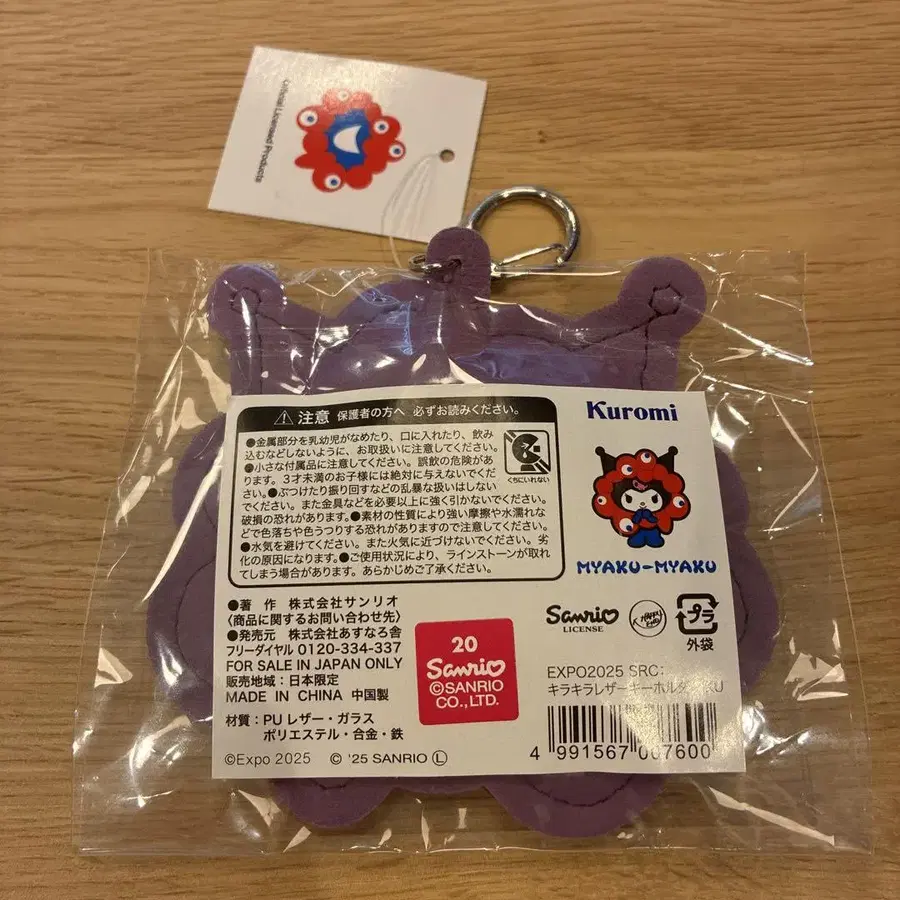 Official Licensed Products
注意 保護者の方へ 必ずお読みください。
●金属部分を乳幼児がなめたり、口に入れたり、飲み
込むなどしないように、お取扱いに注意してください。
●小さな付属品に注意してください。誤飲の危険があ
ります。3才未満のお子様には絶対に与えないでくだ
さい。●ぶつけたり振り回すなどの乱暴な扱いはしない
でください。また金具などを必要以上に強く引かないでください。
破損の恐れがあります。●素材の性質により強い摩擦や水濡れな
どで色落ちや色うつりする恐れがありますので注意してください。
●水気を避けてください。また火気に近づけないでください。劣
化の原因になります。●ご使用状況により、ラインストーンが取れ
てしまう場合があります。あらかじめご了承ください。
くちにいれない
Kuromi
MYAKU-MYAKU
●著 作 株式会社サンリオ
〈商品に関するお問い合わせ先〉
●発売元 株式会社あすなろ舎
フリーダイヤル 0120-334-337
FOR SALE IN JAPAN ONLY
販売地域:日本限定
MADE IN CHINA 中国製
材質:PU レザー・ガラス
ポリエステル・合金・鉄
©Expo 2025 © '25 SANRIO Ⓛ
20
Sanrio
©SANRIO
CO., LTD.
Sanrio
LICENSE
プラ
外袋
EXPO2025 SRC:
キラキラレザーキーホルダ KU
4 991567 007600